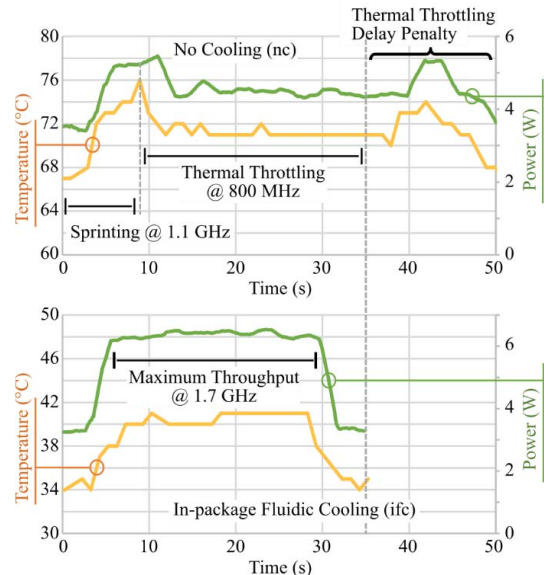 Thermal Throttling
Delay Penalty
80
76
72
68
64
60
Temperature (°C)
No Cooling (nc)
Thermal Throttling
@ 800 MHz
Sprinting @ 1.1 GHz
6
4
2
0
Power (W)
0
10
20
30
40
50
Time (s)
50
46
42
38
34
30
Temperature (°C)
Maximum Throughput
@ 1.7 GHz
In-package Fluidic Cooling (ifc)
6
4
2
0
Power (W)
0
10
20
30
40
50
Time (s)